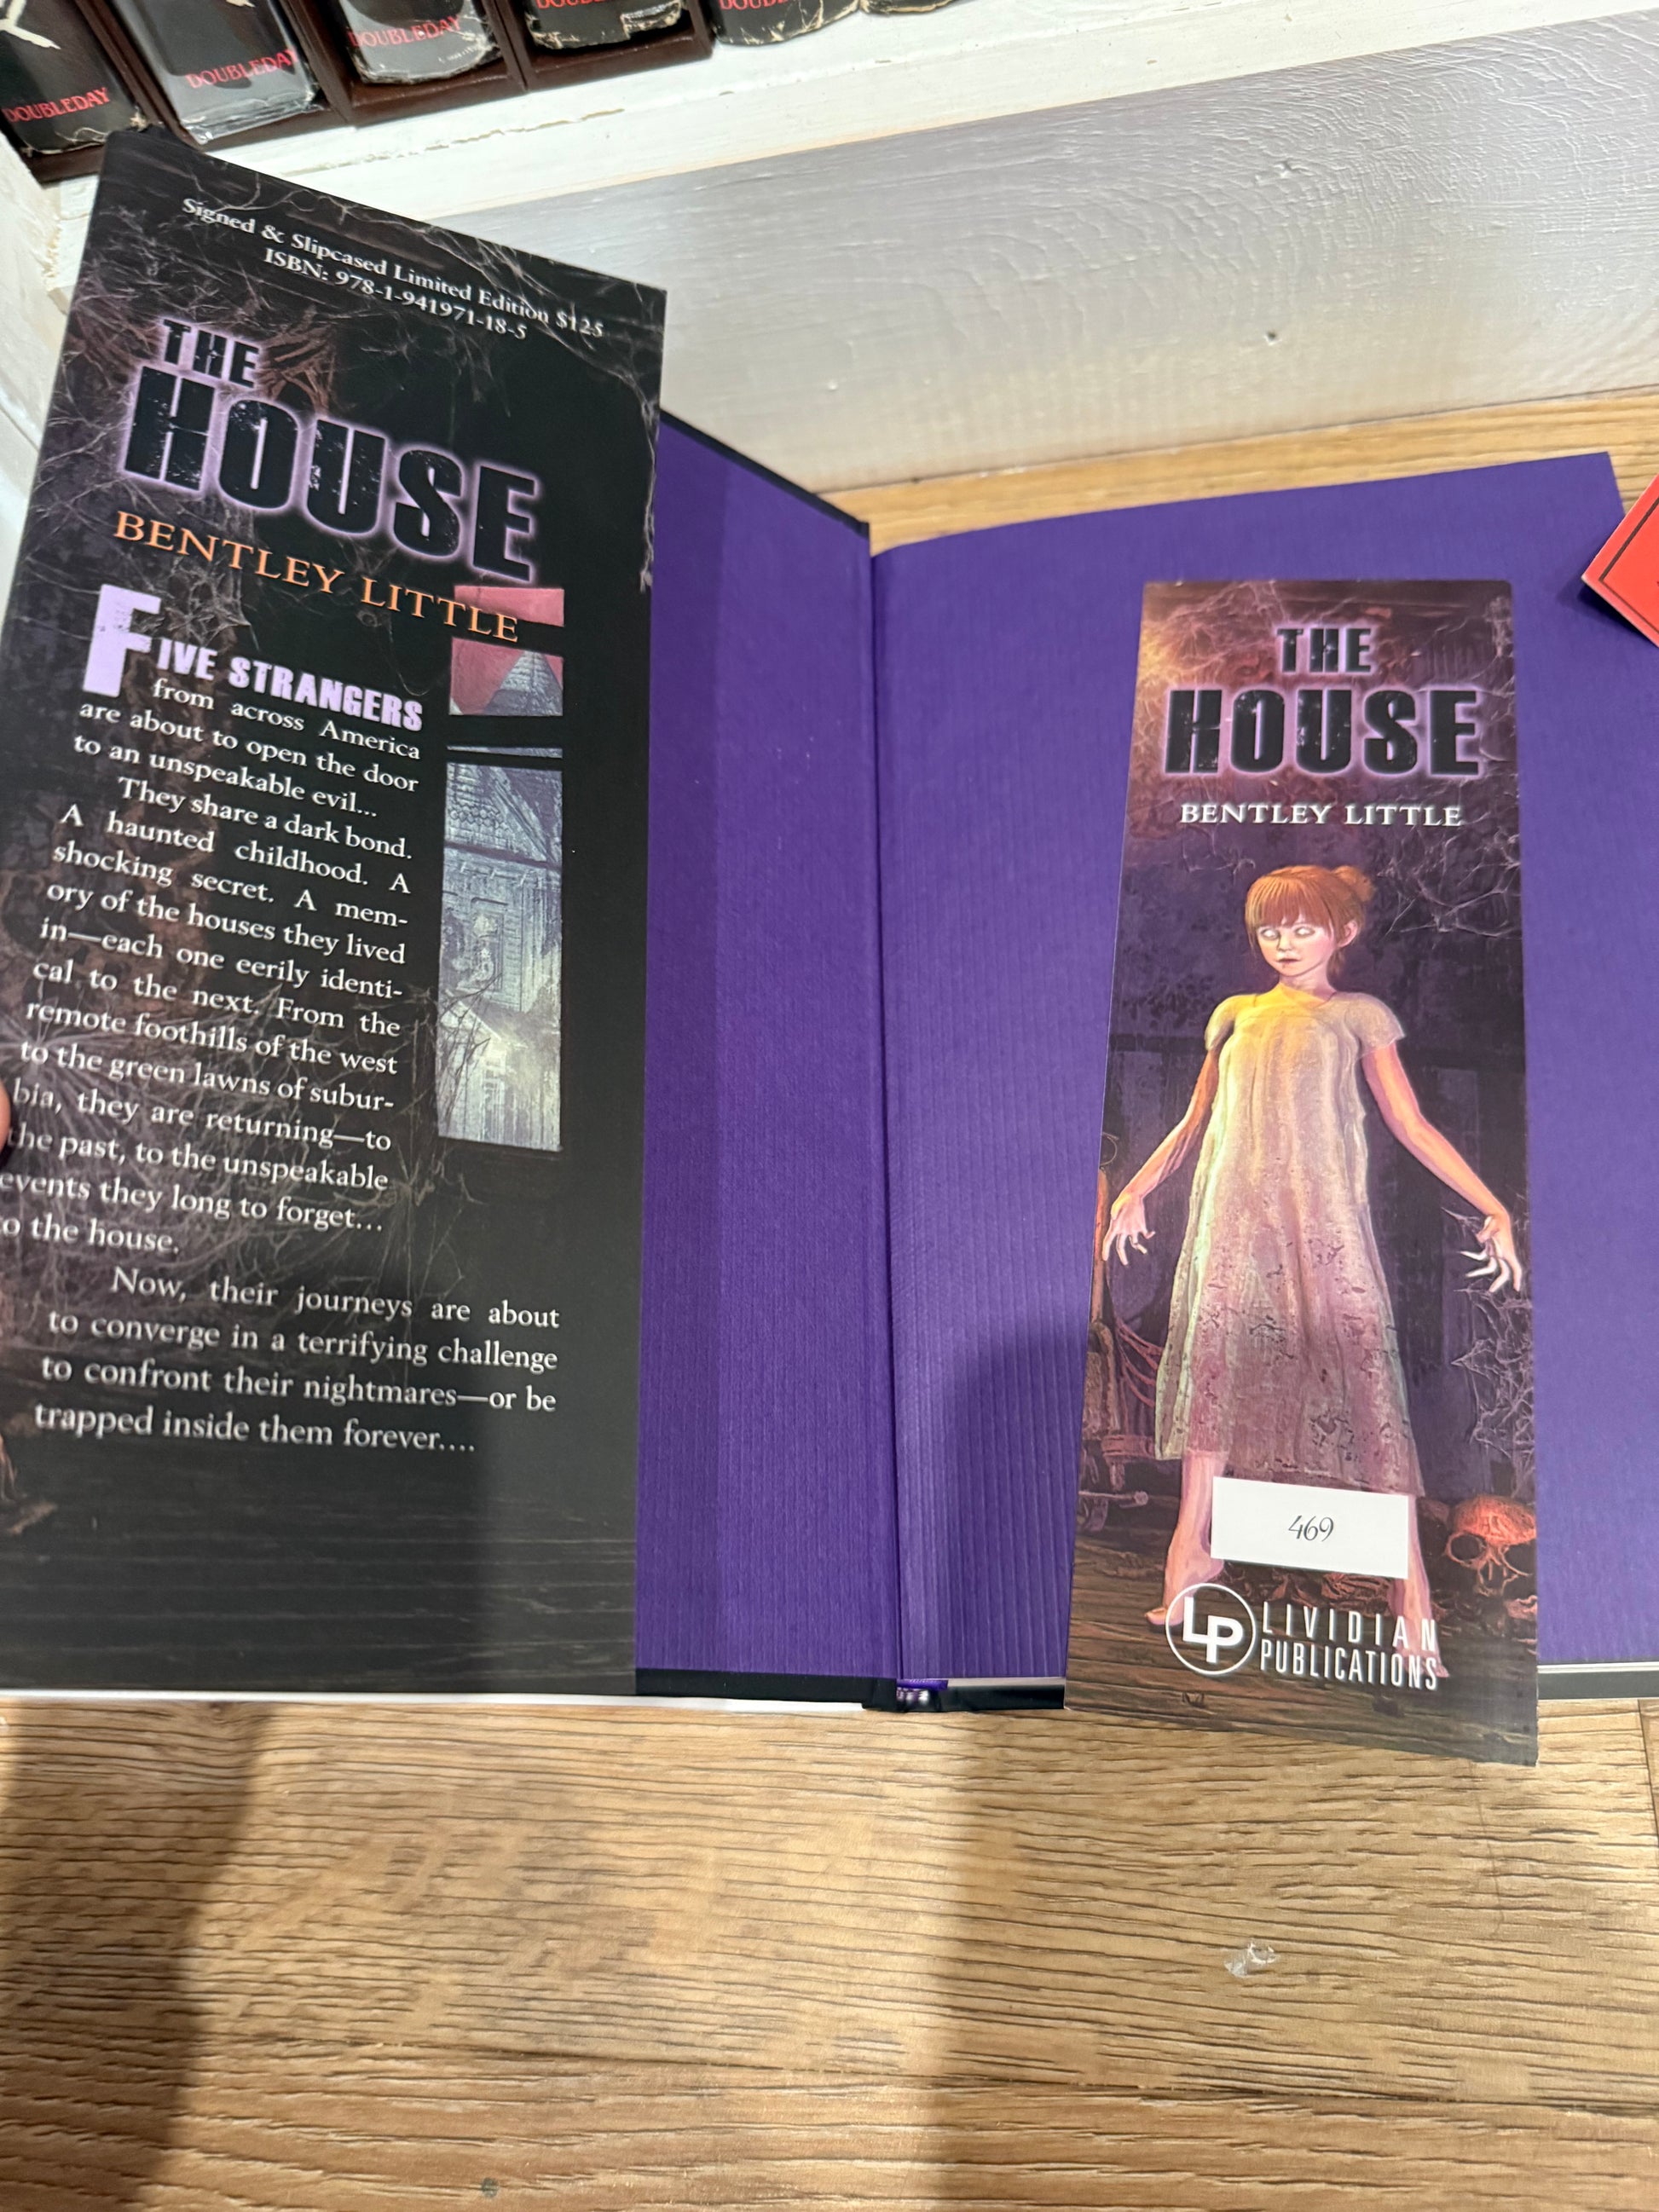 DOUBLEDAY
DOUBLEDAY
DOUBLEDAY
Signed & Slipcased Limited Edition $125
ISBN: 978-1-941971-18-5
THE
HOUSE
BENTLEY LITTLE
FIVE STRANGERS
from across America
are about to open the door
to an unspeakable evil...
They share a dark bond.
A haunted childhood. A
shocking secret. A mem-
ory of the houses they lived
in—each one eerily identi-
cal to the next. From the
remote foothills of the west
to the green lawns of subur-
bia, they are returning—to
the past, to the unspeakable
events they long to forget...
to the house.
Now, their journeys are about
to converge in a terrifying challenge
to confront their nightmares—or be
trapped inside them forever....
THE
HOUSE
BENTLEY LITTLE
469
LP
LIVIDIAN
PUBLICATIONS